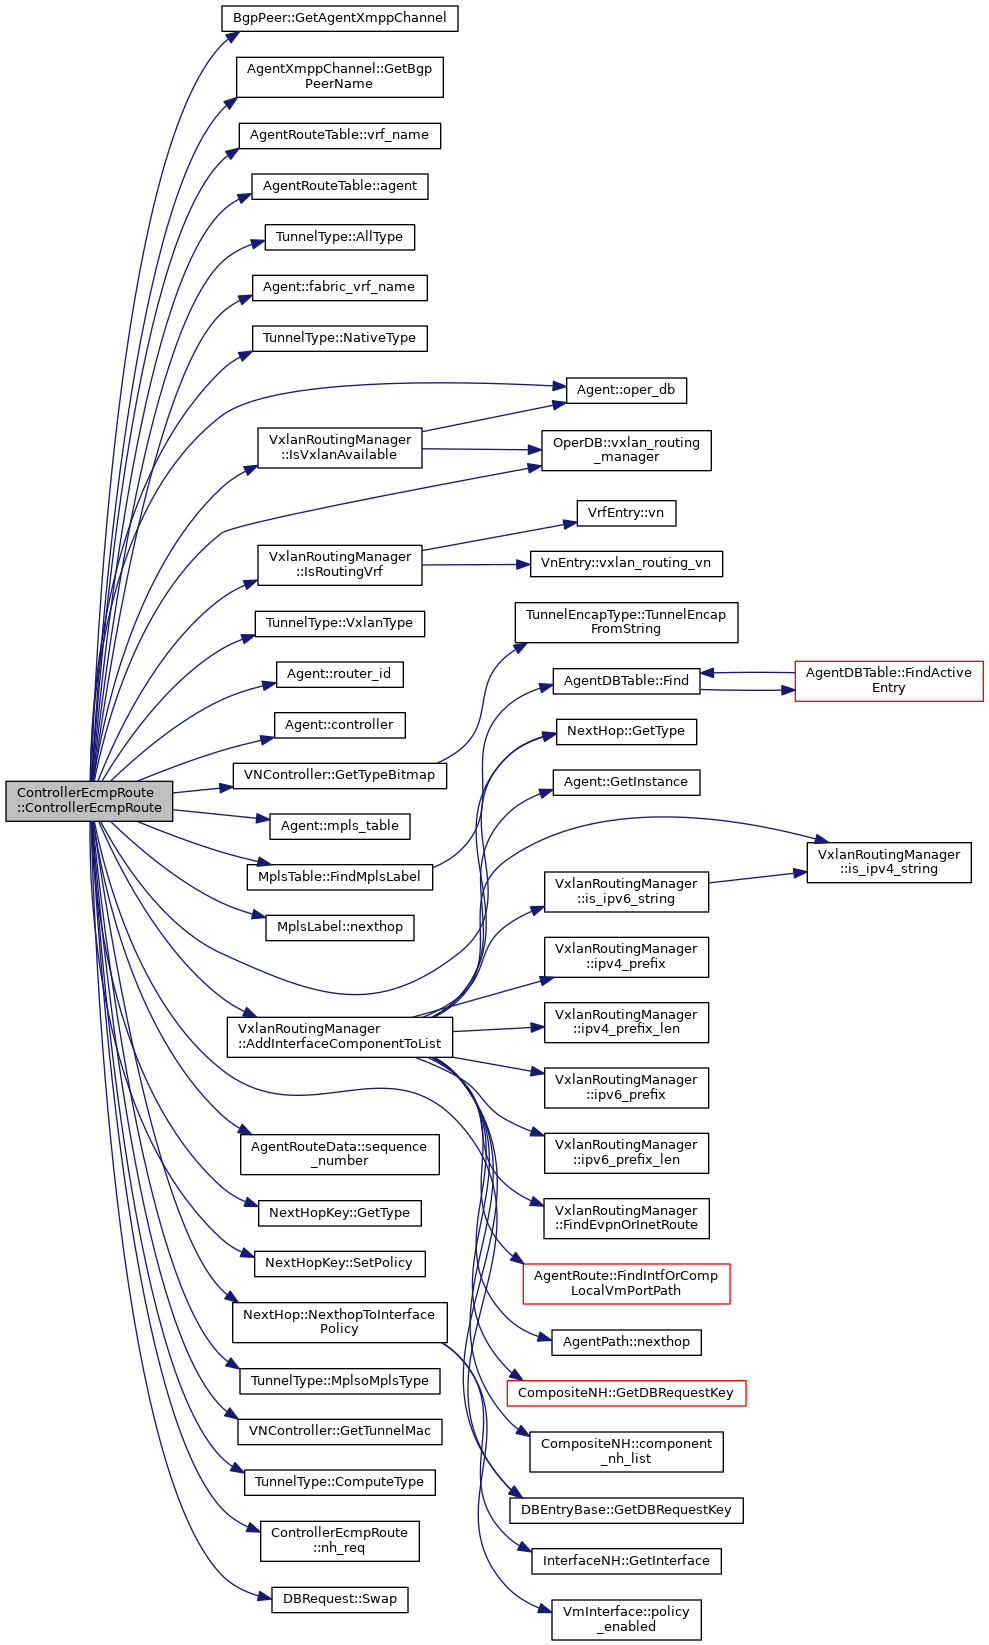 BgpPeer::GetAgentXmppChannel
AgentXmppChannel::GetBgp
PeerName
AgentRouteTable::vrf_name
AgentRouteTable::agent
TunnelType::AllType
Agent::fabric_vrf_name
TunnelType::NativeType
Agent::oper_db
VxlanRoutingManager
::IsVxlanAvailable
OperDB::vxlan_routing
_manager
VrfEntry::vn
VxlanRoutingManager
::IsRoutingVrf
VnEntry::vxlan_routing_vn
TunnelType::VxlanType
TunnelEncapType::TunnelEncap
FromString
Agent::router_id
AgentDBTable::Find
AgentDBTable::FindActive
Entry
Agent::controller
NextHop::GetType
VNController::GetTypeBitmap
Agent::GetInstance
ControllerEcmpRoute
::ControllerEcmpRoute
Agent::mpls_table
VxlanRoutingManager
::is_ipv4_string
MplsTable::FindMplsLabel
VxlanRoutingManager
::is_ipv6_string
MplsLabel::nexthop
VxlanRoutingManager
::ipv4_prefix
VxlanRoutingManager
::AddInterfaceComponentToList
VxlanRoutingManager
::ipv4_prefix_len
VxlanRoutingManager
::ipv6_prefix
AgentRouteData::sequence
_number
VxlanRoutingManager
::ipv6_prefix_len
NextHopKey::GetType
VxlanRoutingManager
::FindEvpnOrInetRoute
NextHopKey::SetPolicy
AgentRoute::FindIntfOrComp
LocalVmPortPath
NextHop::NexthopToInterface
Policy
AgentPath::nexthop
TunnelType::MplsoMplsType
CompositeNH::GetDBRequestKey
VNController::GetTunnelMac
CompositeNH::component
_nh_list
TunnelType::ComputeType
DBEntryBase::GetDBRequestKey
ControllerEcmpRoute
::nh_req
InterfaceNH::GetInterface
DBRequest::Swap
VmInterface::policy
_enabled